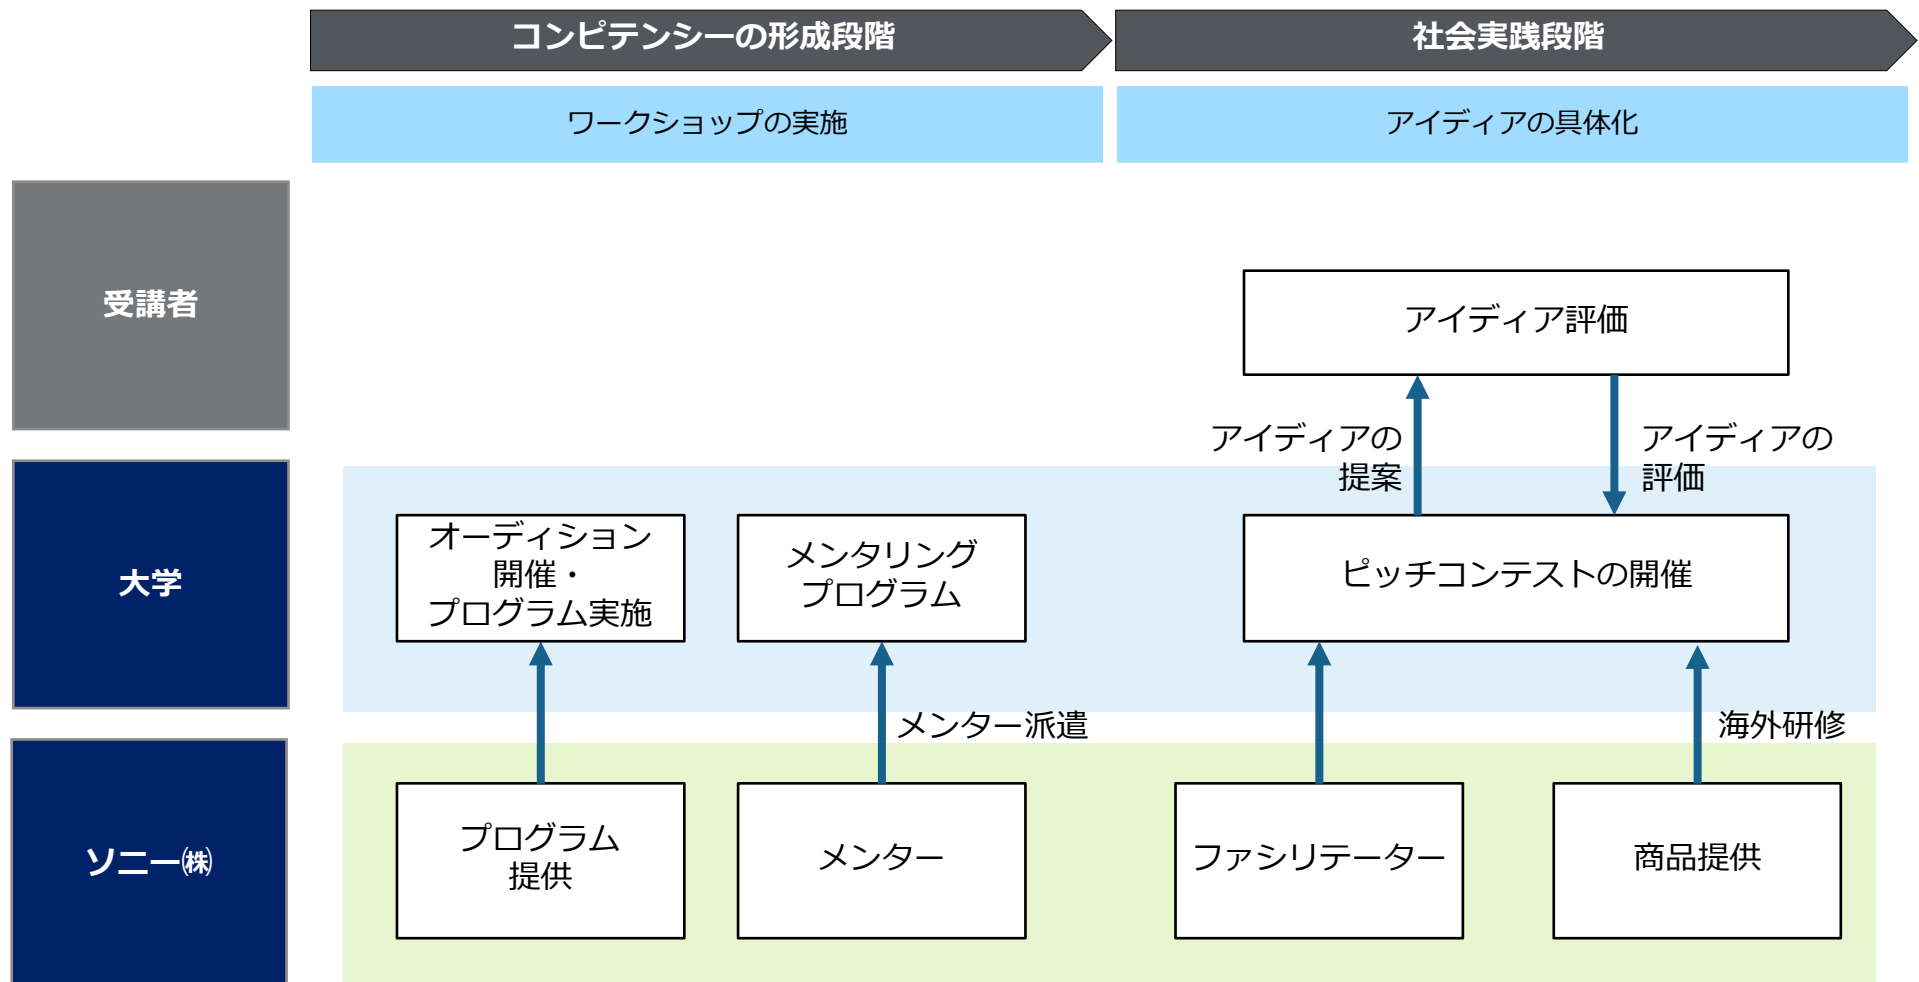 コンピテンシーの形成段階
社会実践段階
ワークショップの実施
アイディアの具体化
受講者
アイディア評価
アイディアの
提案
アイディアの
評価
大学
オーディション
開催・
プログラム実施
メンタリング
プログラム
ピッチコンテストの開催
メンター派遣
海外研修
ソニー㈱
プログラム
提供
メンター
ファシリテーター
商品提供